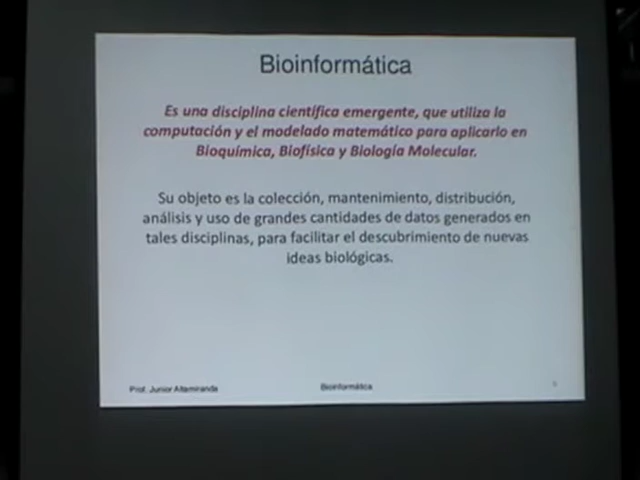 Bioinformática
Es una disciplina científica emergente, que utiliza la
computación y el modelado matemático para aplicarlo en
Bioquímica, Biofísica y Biología Molecular.
Su objeto es la colección, mantenimiento, distribución,
análisis y uso de grandes cantidades de datos generados en
tales disciplinas, para facilitar el descubrimiento de nuevas
ideas biológicas.
Prof. Junior Altamiranda
Bioinformática